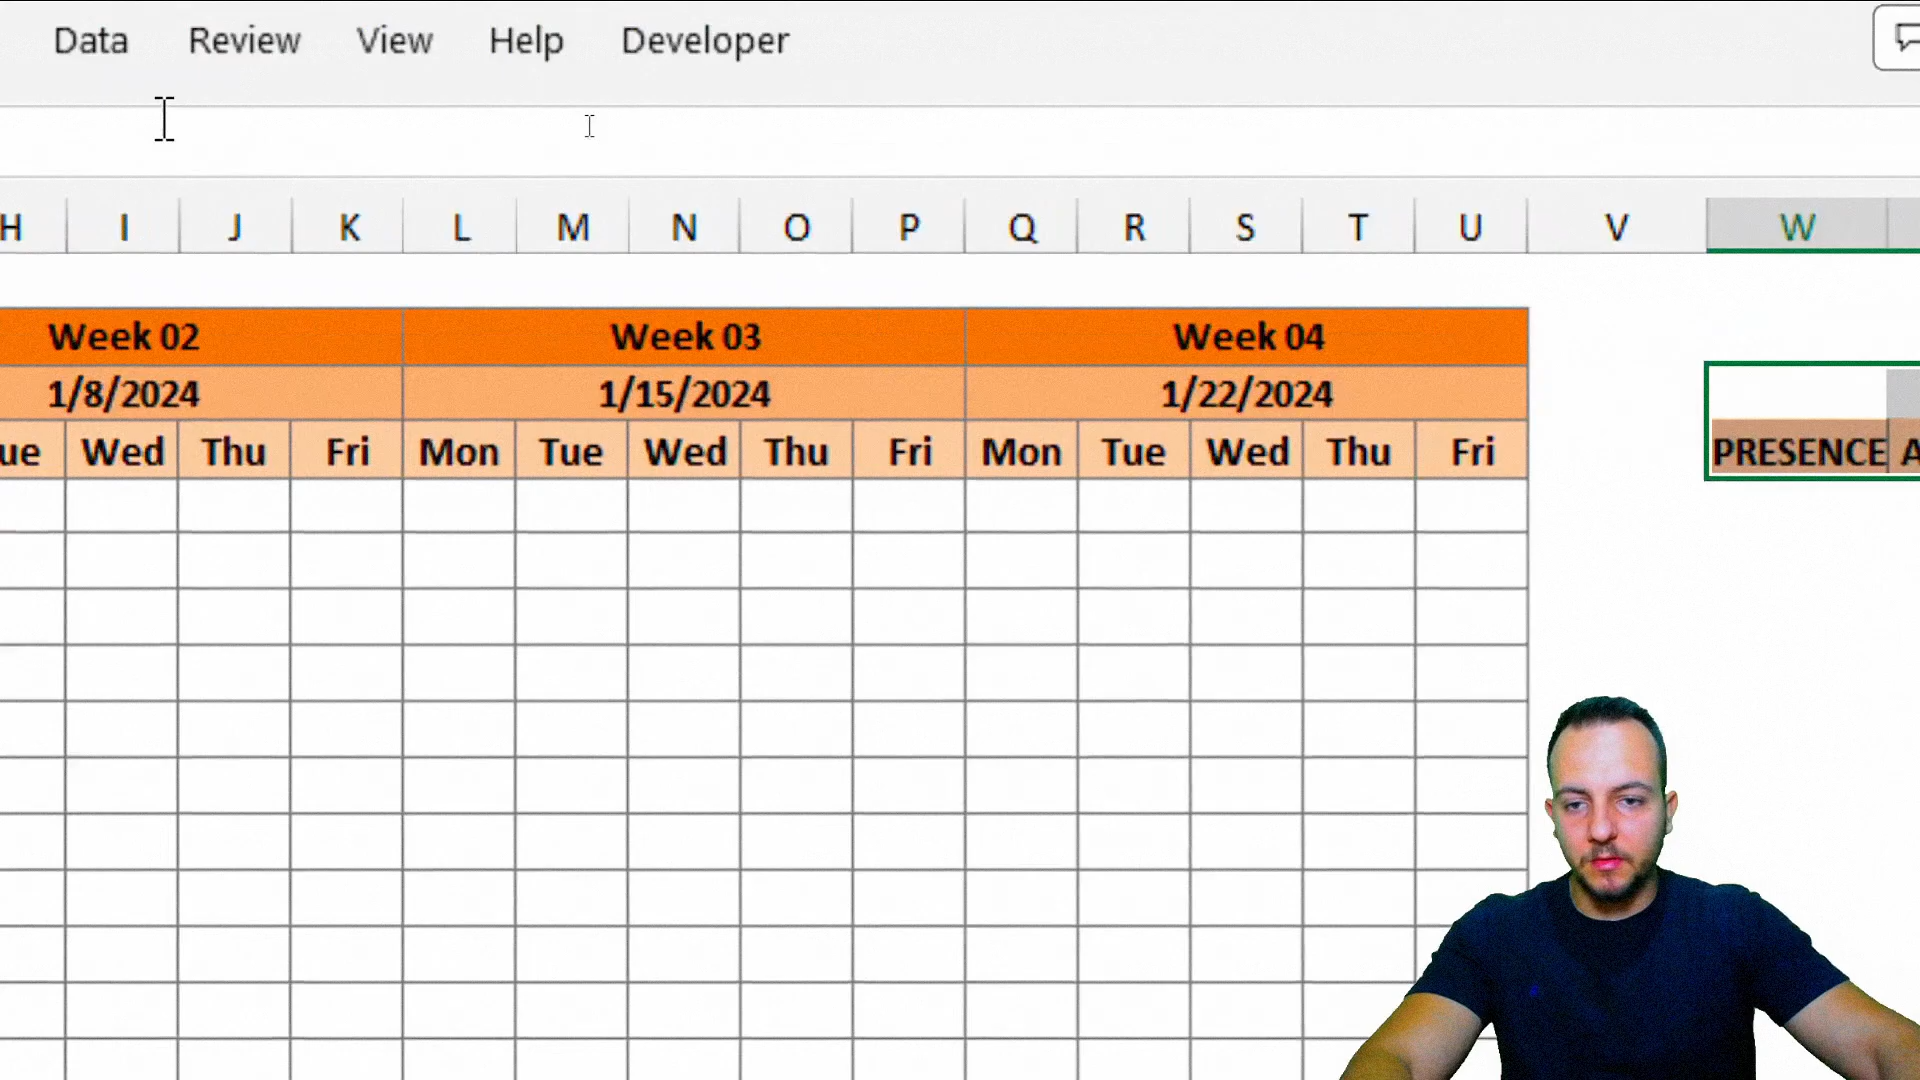 Data Review View Help Developer
H I J K L M N O P Q R S T U V W
Week 02 Week 03 Week 04
1/8/2024 1/15/2024 1/22/2024
ue Wed Thu Fri Mon Tue Wed Thu Fri Mon Tue Wed Thu Fri PRESENCE A